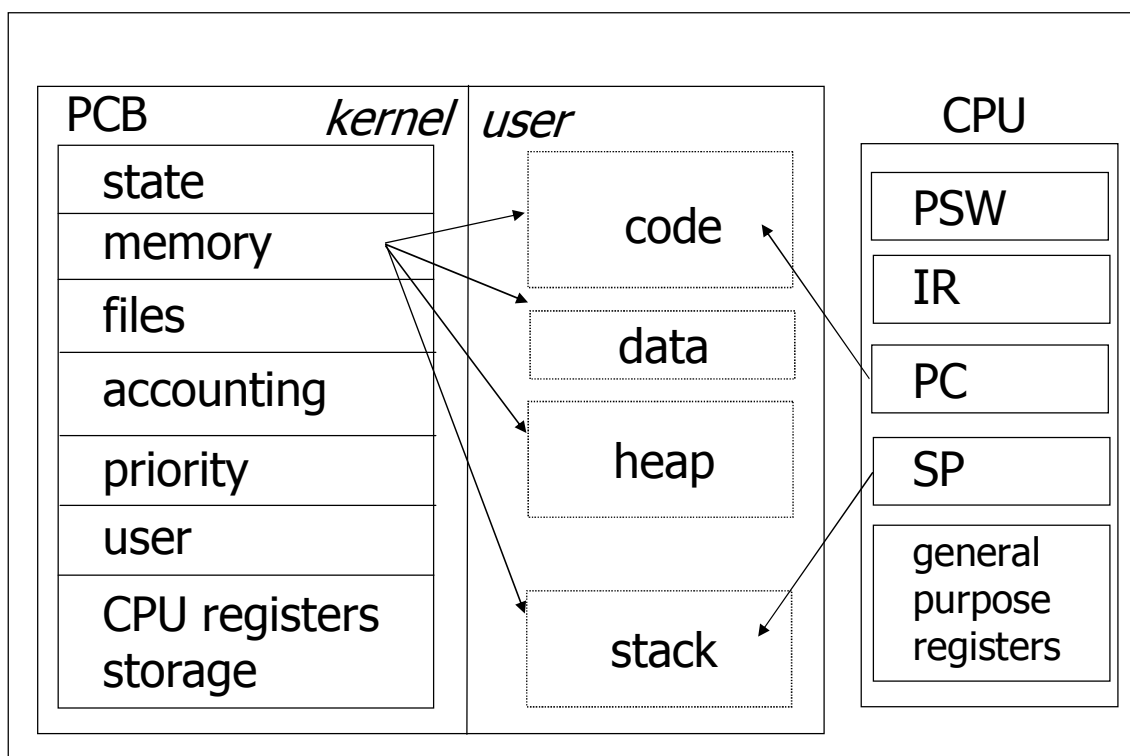 PCB
kernel
user
CPU
state
memory
files
accounting
priority
user
CPU registers
storage
code
data
heap
stack
PSW
IR
PC
SP
general
purpose
registers